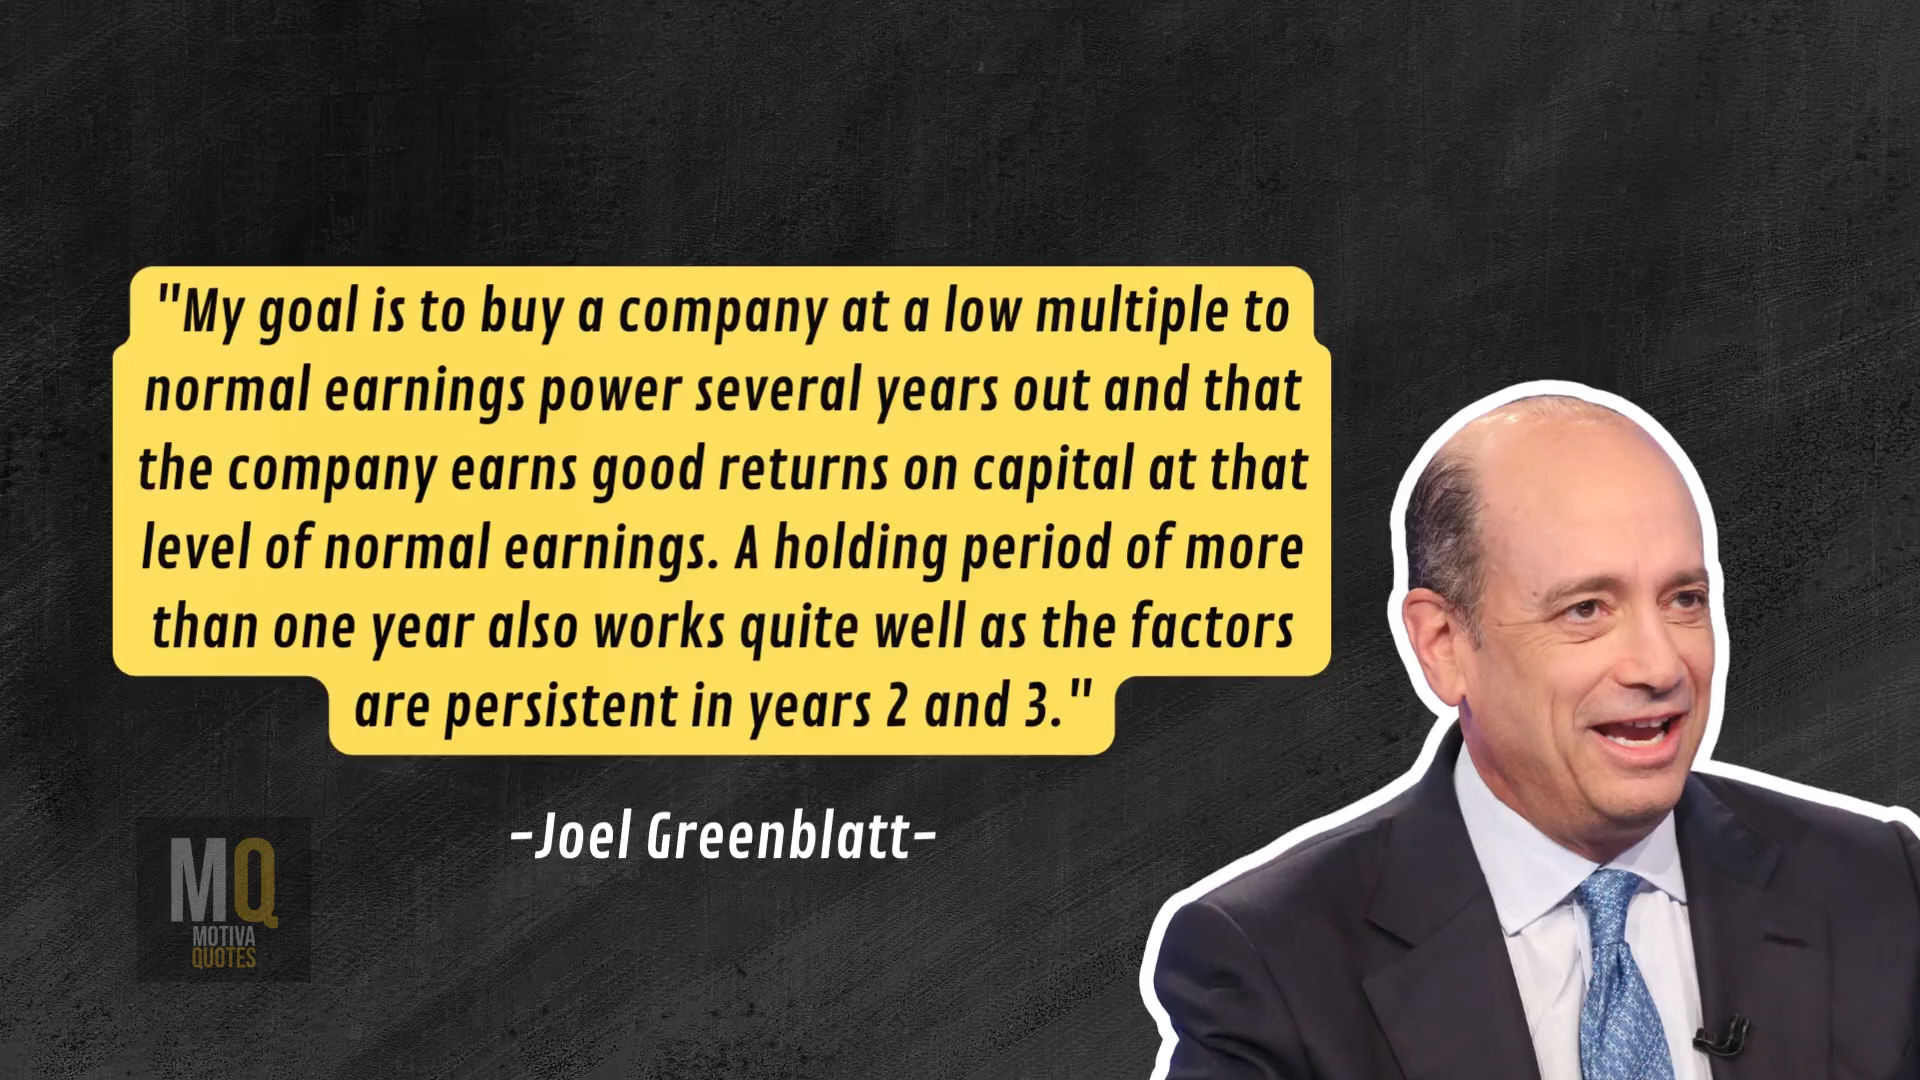 "My goal is to buy a company at a low multiple to
normal earnings power several years out and that
the company earns good returns on capital at that
level of normal earnings. A holding period of more
than one year also works quite well as the factors
are persistent in years 2 and 3."
-Joel Greenblatt-
MQ
MOTIVA
QUOTES